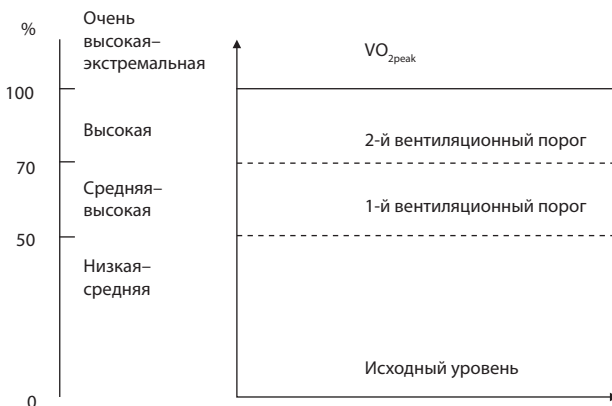 %
Очень
высокая–
экстремальная
VO2peak
100
Высокая
2-й вентиляционный порог
70
Средняя–
высокая
1-й вентиляционный порог
50
Низкая–
средняя
Исходный уровень
0